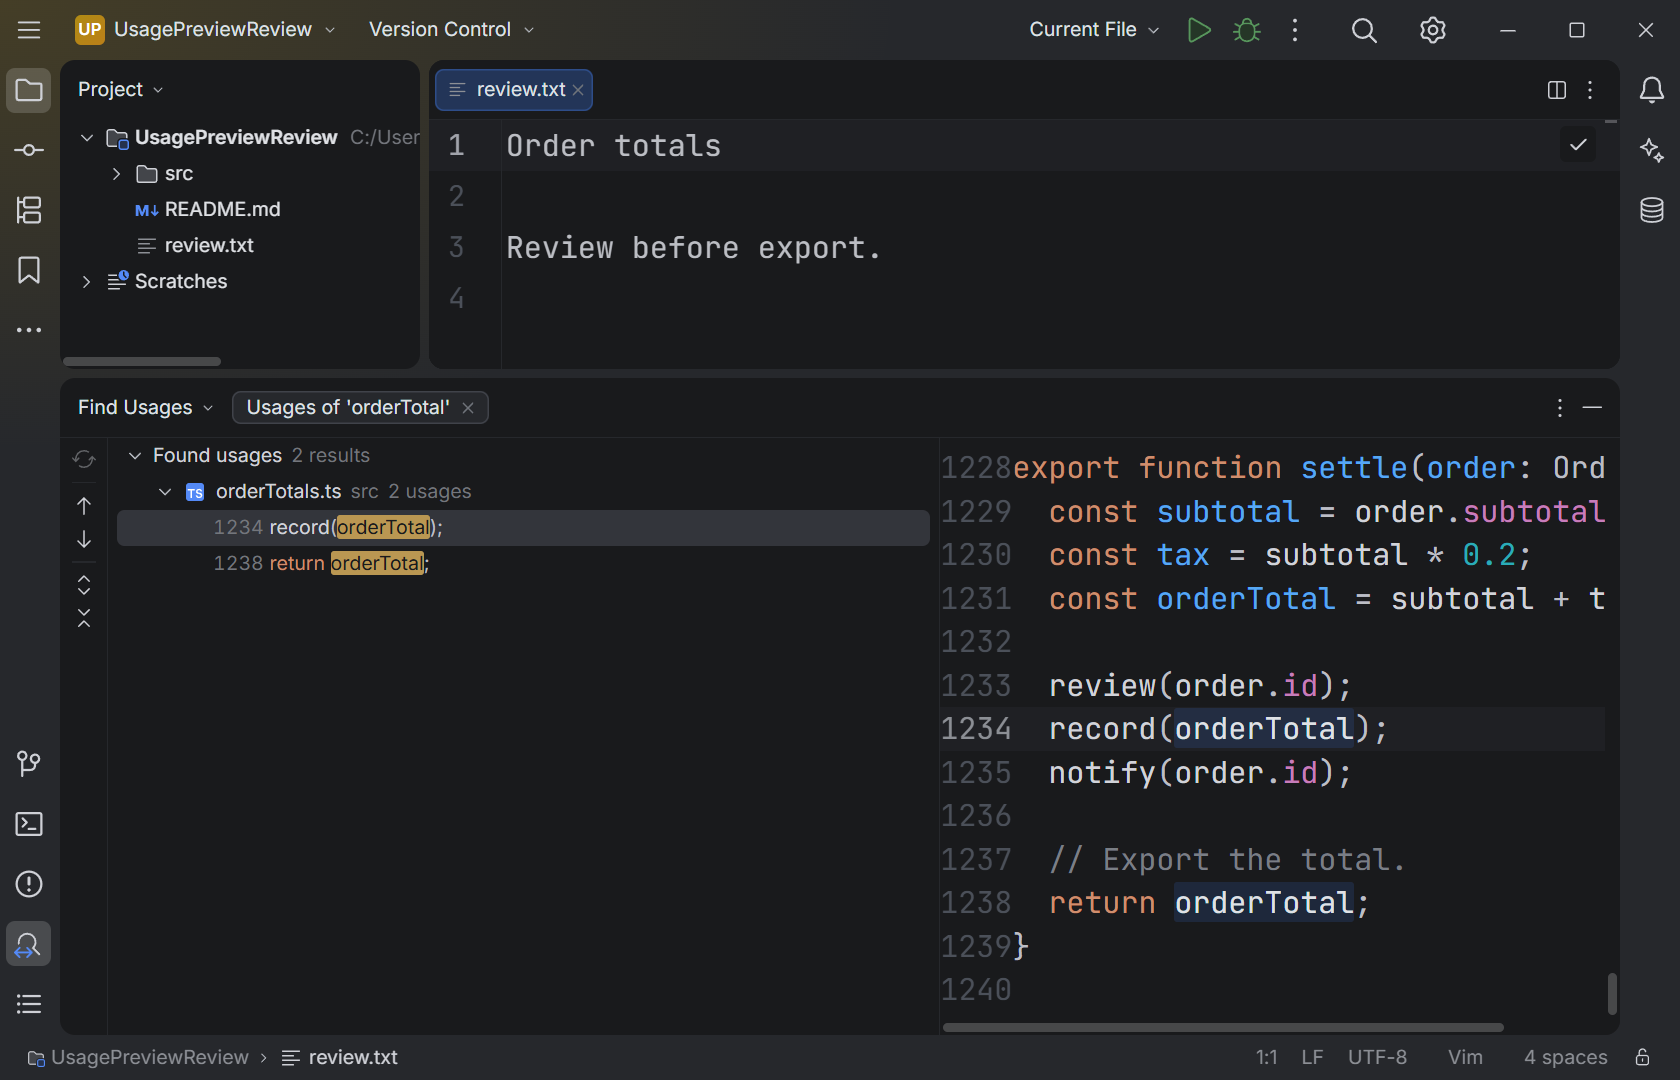 UP UsagePreviewReview Version Control Current File
Project
UsagePreviewReview C:/User
src
M↓ README.md
review.txt
Scratches
review.txt
1 Order totals
2
3 Review before export.
4
Find Usages Usages of 'orderTotal'
Found usages 2 results
TS orderTotals.ts src 2 usages
1234 record(orderTotal);
1238 return orderTotal;
1228 export function settle(order: Ord
1229 const subtotal = order.subtotal
1230 const tax = subtotal * 0.2;
1231 const orderTotal = subtotal + t
1232
1233 review(order.id);
1234 record(orderTotal);
1235 notify(order.id);
1236
1237 // Export the total.
1238 return orderTotal;
1239 }
1240
UsagePreviewReview › review.txt 1:1 LF UTF-8 Vim 4 spaces